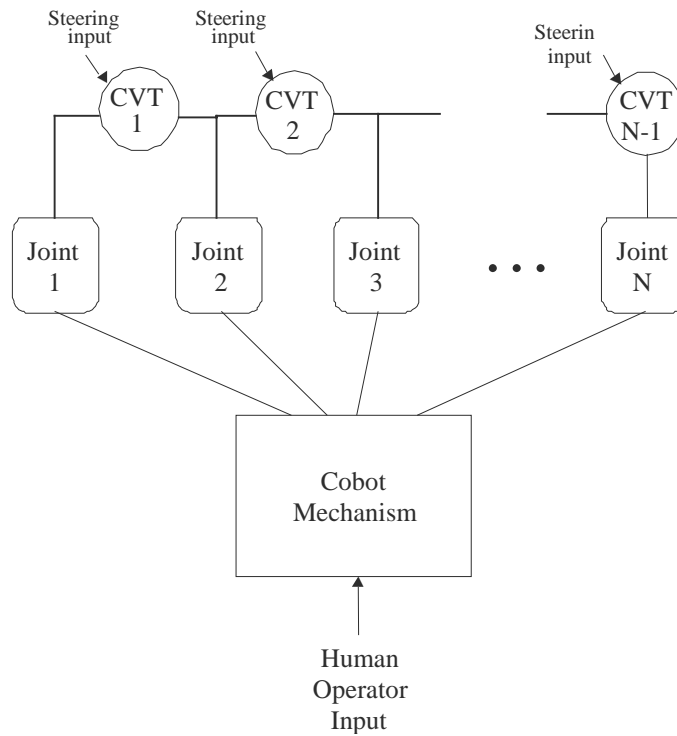 Steering
input
Steering
input
Steerin
input
CVT
1
CVT
2
CVT
N-1
Joint
1
Joint
2
Joint
3
Joint
N
Cobot
Mechanism
Human
Operator
Input